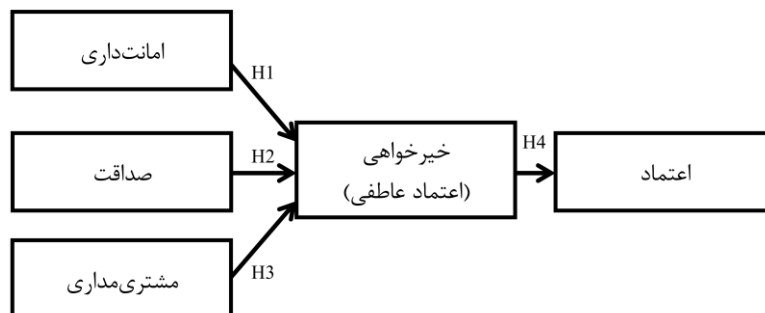 امانت‌داری
H1
صداقت
H2
خیرخواهی
(اعتماد عاطفی)
H4
اعتماد
مشتری‌مداری
H3